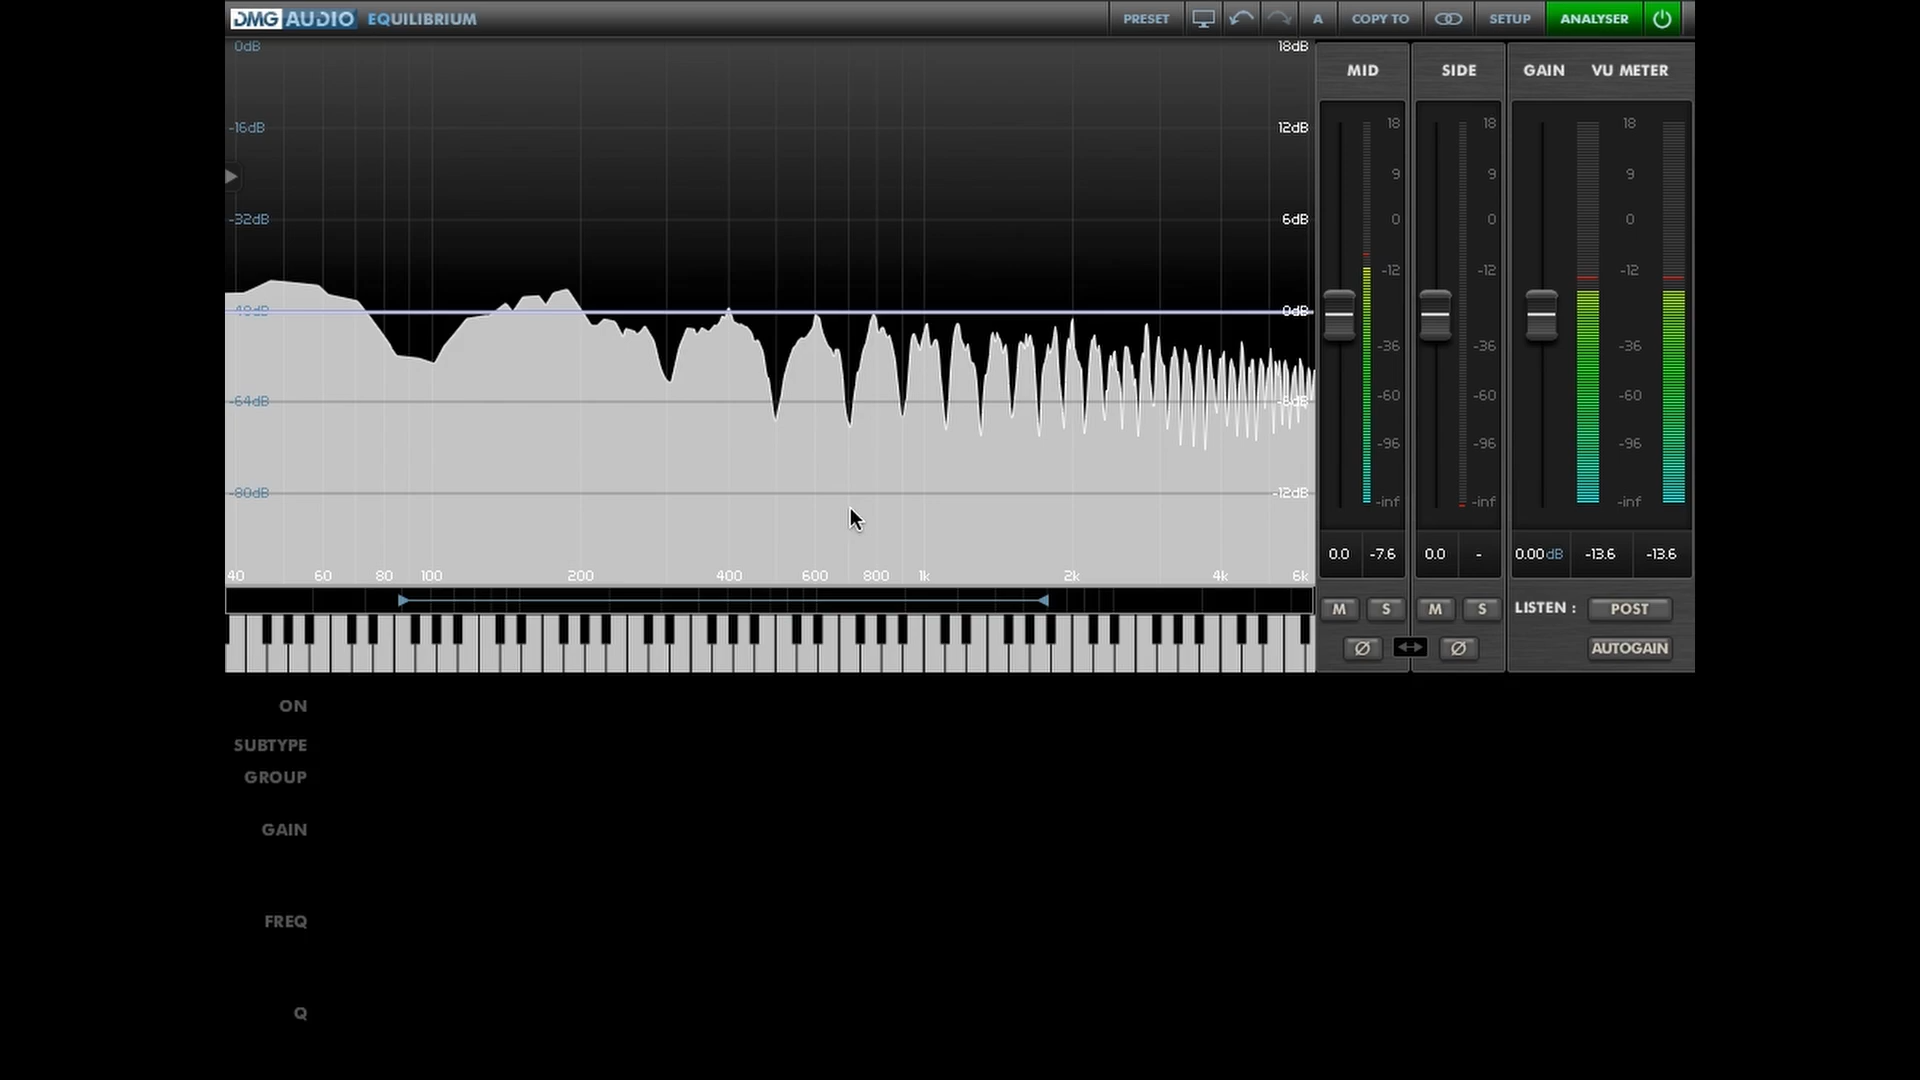 DMG AUDIO EQUILIBRIUM PRESET A COPY TO SETUP ANALYSER
0dB 18dB
-16dB 12dB
-32dB 6dB
-48dB 0dB
-64dB -6dB
-80dB -12dB
40 60 80 100 200 400 600 800 1k 2k 4k 6k
MID SIDE GAIN VU METER
18 18 18
9 9 9
0 0 0
-12 -12 -12
-36 -36 -36
-60 -60 -60
-96 -96 -96
-inf -inf -inf
0.0 -7.6 0.0 - 0.00dB -13.6 -13.6
M S M S LISTEN : POST
Ø Ø AUTOGAIN
ON
SUBTYPE
GROUP
GAIN
FREQ
Q